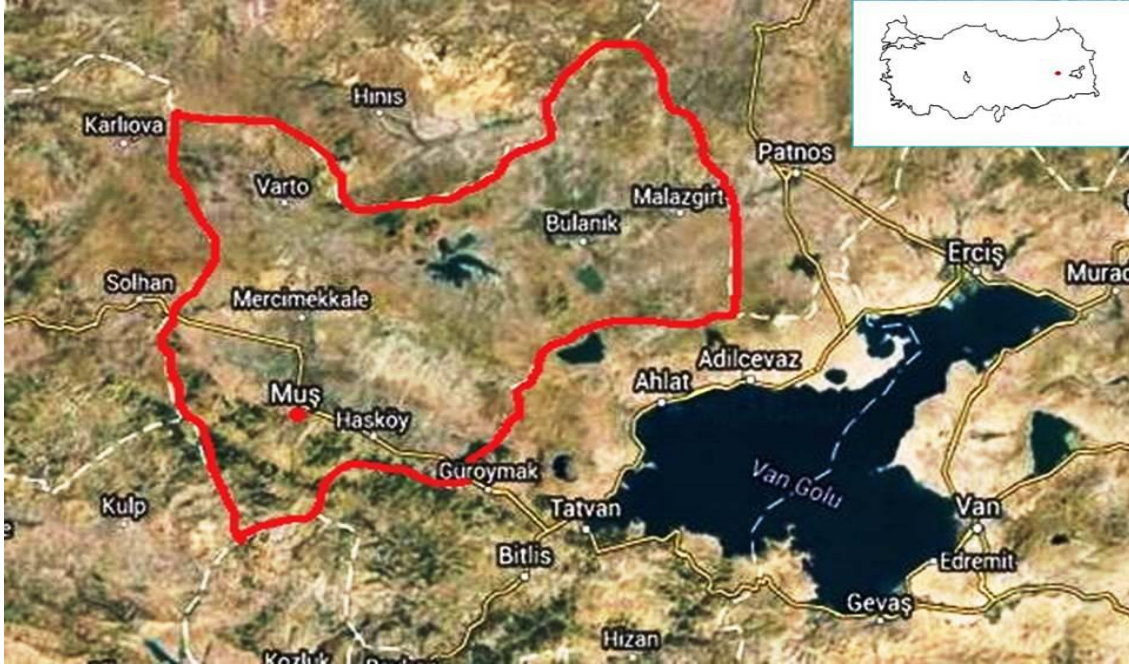 Hınıs
Karlıova
Patnos
Varto
Malazgirt
Bulanık
Erciş
Solhan
Murad
Mercimekkale
Adilcevaz
Ahlat
Muş
Hasköy
Güroymak
Van Golu
Kulp
Tatvan
Van
Bitlis
Edremit
Gevaş
Hizan
Kozluk